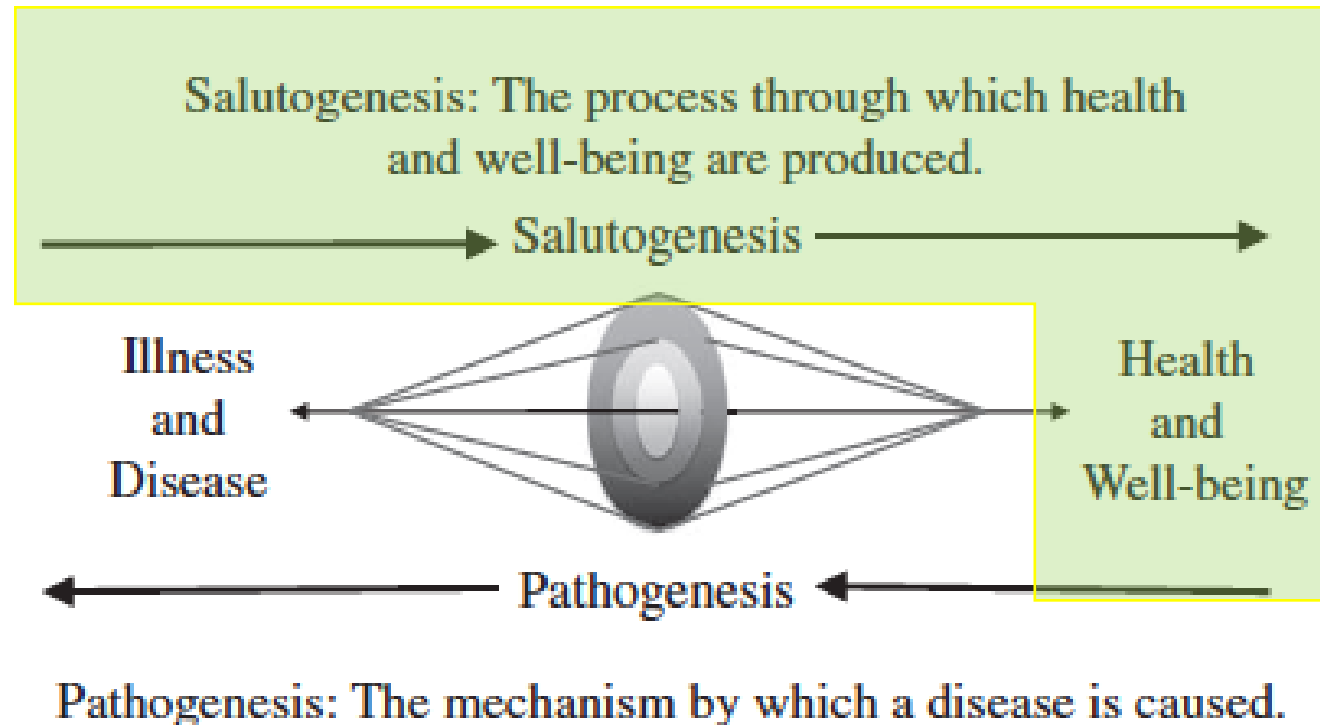 Salutogenesis: The process through which health
and well-being are produced.
Salutogenesis
Illness
and
Disease
Health
and
Well-being
Pathogenesis
Pathogenesis: The mechanism by which a disease is caused.